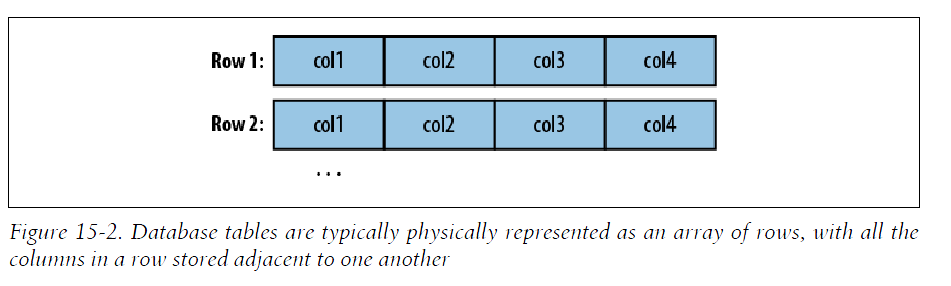 Row 1: col1 col2 col3 col4
Row 2: col1 col2 col3 col4
...
Figure 15-2. Database tables are typically physically represented as an array of rows, with all the
columns in a row stored adjacent to one another